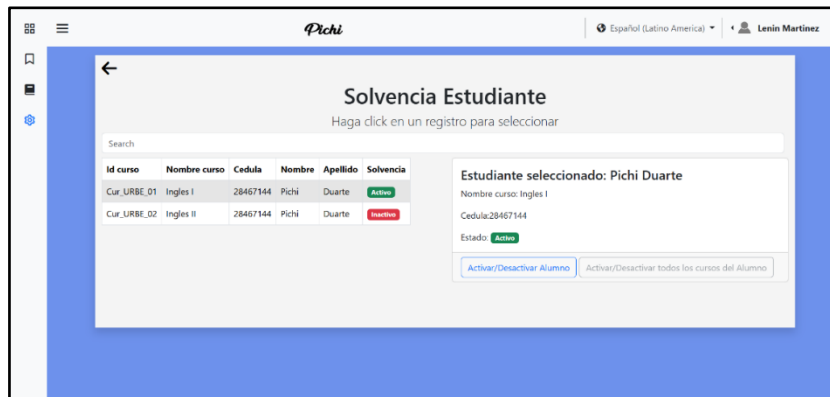 Pichi
Español (Latino America)
Lenin Martinez
Solvencia Estudiante
Haga click en un registro para seleccionar
Search
Id curso Nombre curso Cedula Nombre Apellido Solvencia
Cur_URBE_01 Ingles I 28467144 Pichi Duarte Activo
Cur_URBE_02 Ingles II 28467144 Pichi Duarte Inactivo
Estudiante seleccionado: Pichi Duarte
Nombre curso: Ingles I
Cedula:28467144
Estado: Activo
Activar/Desactivar Alumno Activar/Desactivar todos los cursos del Alumno